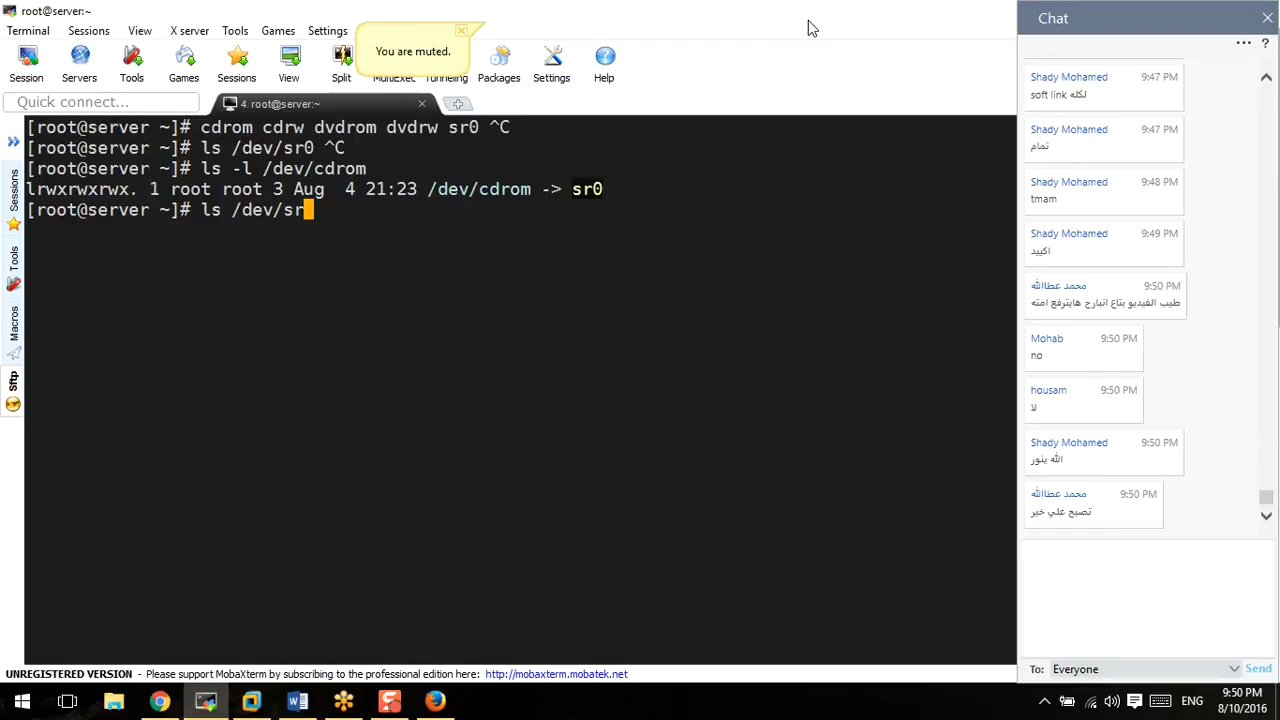 root@server:~
Terminal Sessions View X server Tools Games Settings
You are muted.
Session Servers Tools Games Sessions View Split MultiExec Tunneling Packages Settings Help
Quick connect...
4. root@server:~
[root@server ~]# cdrom cdrw dvdrom dvdrw sr0 ^C
[root@server ~]# ls /dev/sr0 ^C
[root@server ~]# ls -l /dev/cdrom
lrwxrwxrwx. 1 root root 3 Aug  4 21:23 /dev/cdrom -> sr0
[root@server ~]# ls /dev/sr
Sessions
Tools
Macros
Sftp
UNREGISTERED VERSION - Please support MobaXterm by subscribing to the professional edition here: http://mobaxterm.mobatek.net
Chat
Shady Mohamed 9:47 PM
soft link لكله
Shady Mohamed 9:47 PM
تمام
Shady Mohamed 9:48 PM
tmam
Shady Mohamed 9:49 PM
اكييد
محمد عطاالله 9:50 PM
طيب الفيديو بتاع انبارح هايترفع امته
Mohab 9:50 PM
no
housam 9:50 PM
لا
Shady Mohamed 9:50 PM
الله ينور
محمد عطاالله 9:50 PM
تصبح علي خير
To: Everyone Send
ENG
9:50 PM
8/10/2016